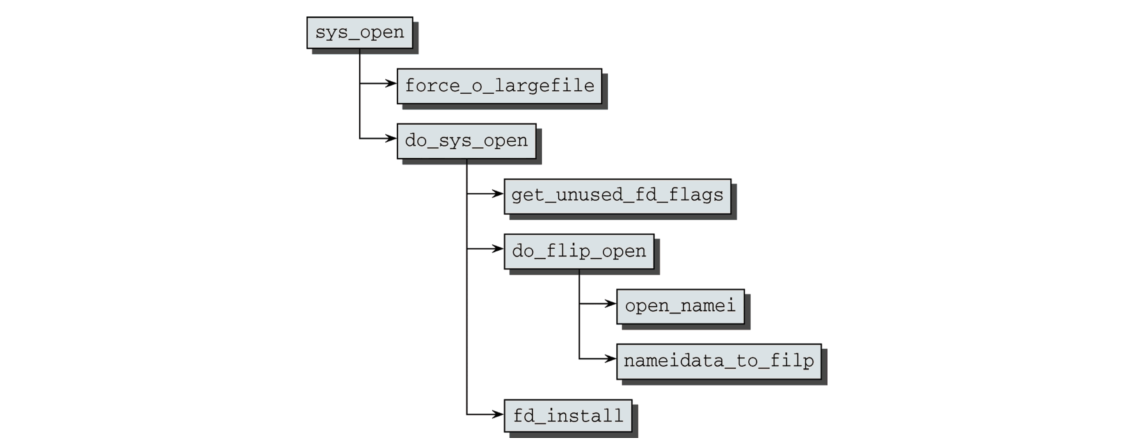 sys_open
force_o_largefile
do_sys_open
get_unused_fd_flags
do_flip_open
open_namei
nameidata_to_filp
fd_install